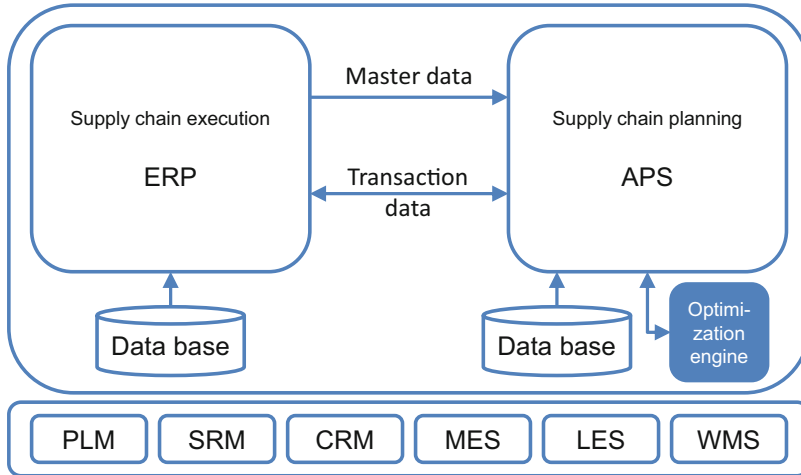 Master data
Supply chain execution
Supply chain planning
ERP
Transaction
data
APS
Data base
Data base
Optimi-
zation
engine
PLM
SRM
CRM
MES
LES
WMS